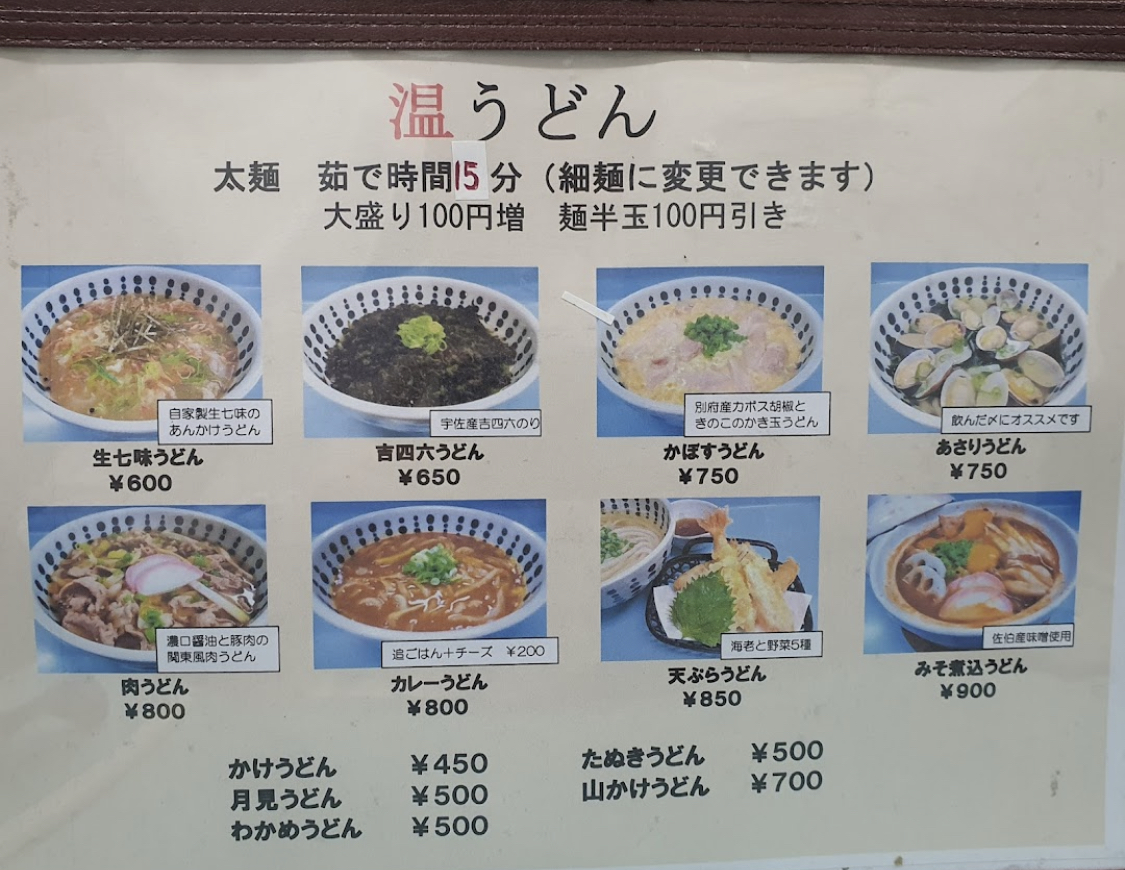 温うどん
太麺　茹で時間15分（細麺に変更できます）
大盛り100円増　麺半玉100円引き
自家製生七味の
あんかけうどん
生七味うどん
￥600
宇佐産吉四六のり
吉四六うどん
￥650
別府産カボス胡椒と
きのこのかき玉うどん
かぼすうどん
￥750
飲んだ〆にオススメです
あさりうどん
￥750
濃口醤油と豚肉の
関東風肉うどん
肉うどん
￥800
追ごはん＋チーズ　￥200
カレーうどん
￥800
海老と野菜5種
天ぷらうどん
￥850
佐伯産味噌使用
みそ煮込うどん
￥900
かけうどん　￥450
月見うどん　￥500
わかめうどん　￥500
たぬきうどん　￥500
山かけうどん　￥700